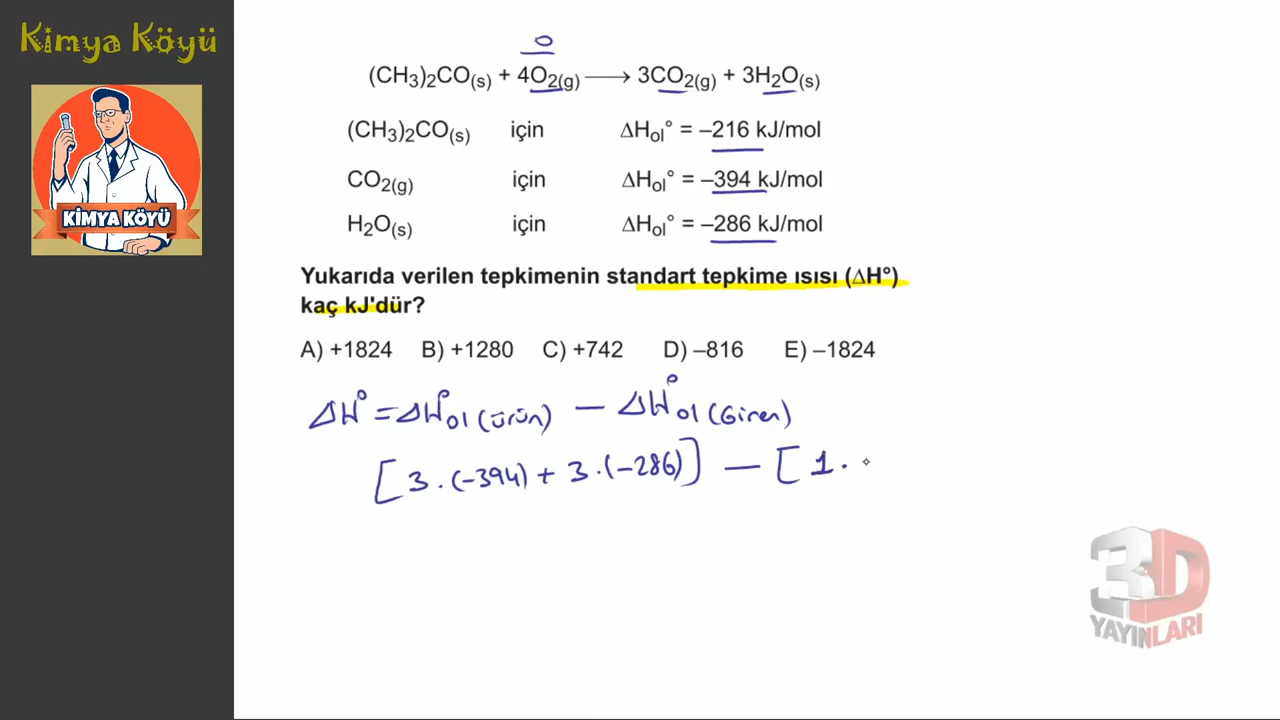 Kimya Köyü
KİMYA KÖYÜ
0
(CH₃)₂CO(s) + 4O₂(g) ⟶ 3CO₂(g) + 3H₂O(s)
(CH₃)₂CO(s) için ΔHol° = –216 kJ/mol
CO₂(g) için ΔHol° = –394 kJ/mol
H₂O(s) için ΔHol° = –286 kJ/mol
Yukarıda verilen tepkimenin standart tepkime ısısı (ΔH°)
kaç kJ'dür?
A) +1824 B) +1280 C) +742 D) –816 E) –1824
ΔH° = ΔH°ol (Ürün) – ΔH°ol (Giren)
[3.(-394) + 3.(-286)] – [1.
3D
YAYINLARI